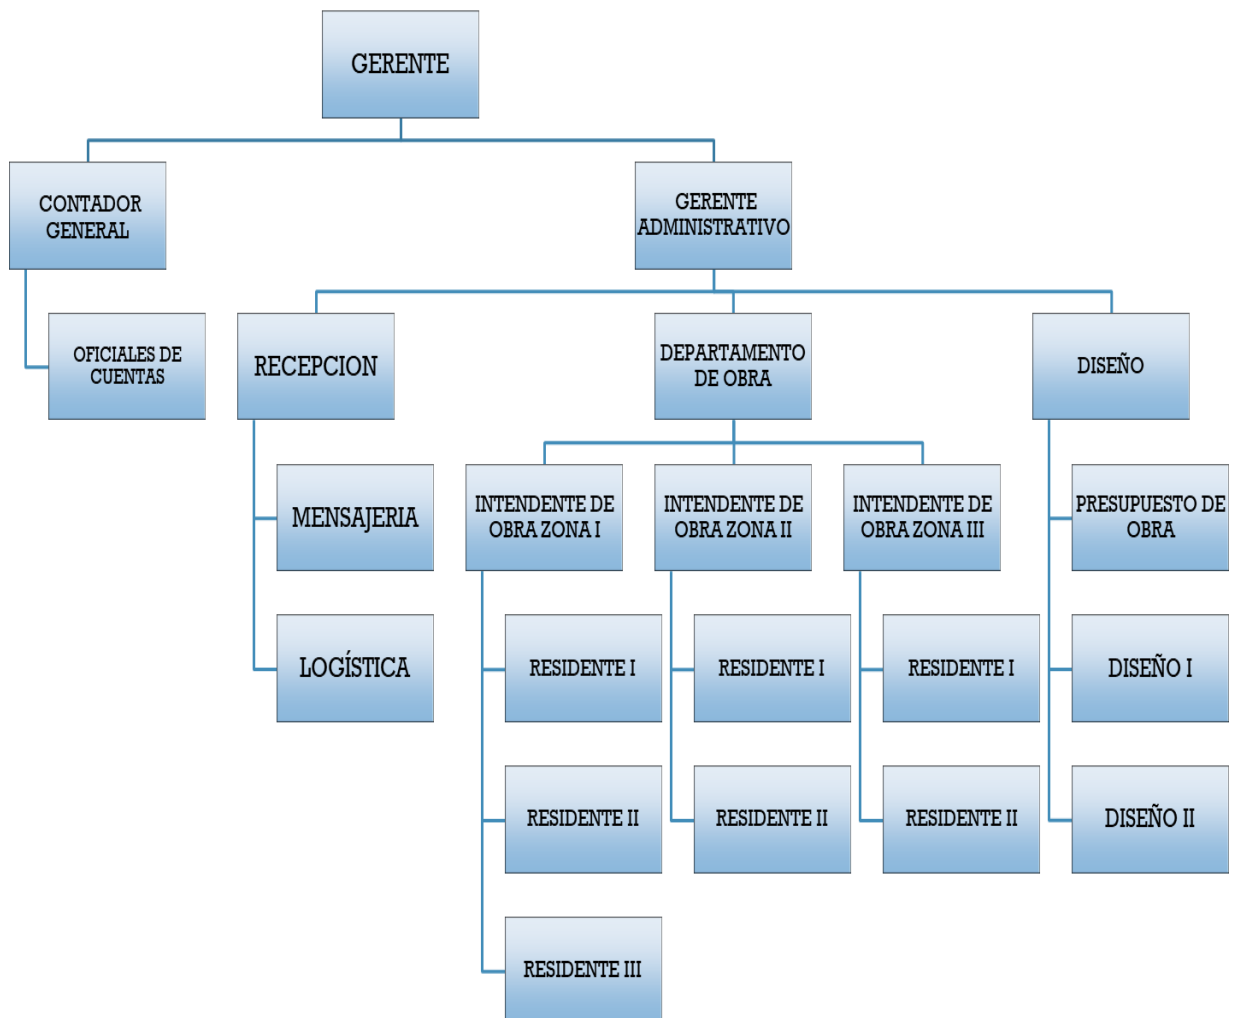 GERENTE
CONTADOR
GENERAL
GERENTE
ADMINISTRATIVO
OFICIALES DE
CUENTAS
RECEPCION
DEPARTAMENTO
DE OBRA
DISEÑO
MENSAJERIA
INTENDENTE DE
OBRA ZONA I
INTENDENTE DE
OBRA ZONA II
INTENDENTE DE
OBRA ZONA III
PRESUPUESTO DE
OBRA
LOGÍSTICA
RESIDENTE I
RESIDENTE I
RESIDENTE I
DISEÑO I
RESIDENTE II
RESIDENTE II
RESIDENTE II
DISEÑO II
RESIDENTE III